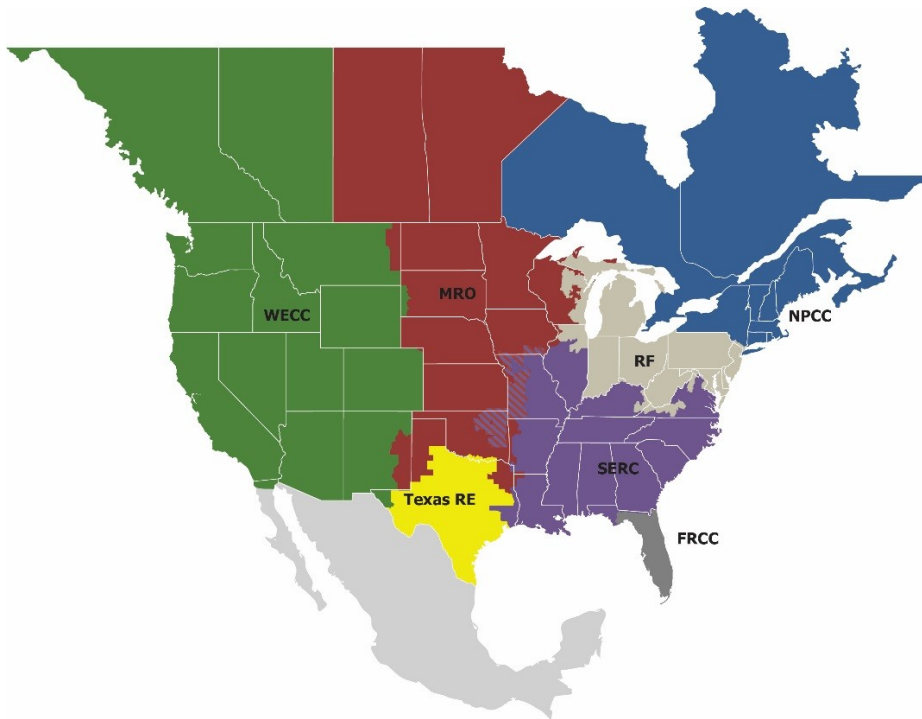 MRO
WECC
NPCC
RF
SERC
Texas RE
FRCC